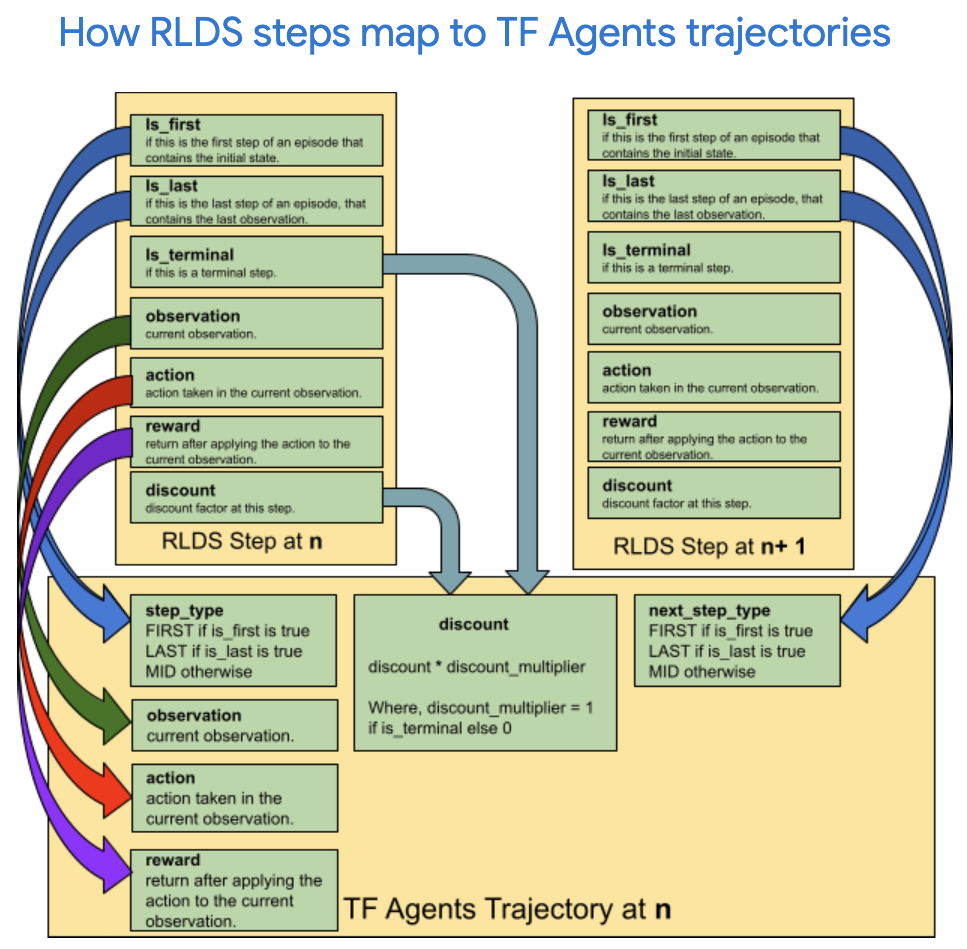 How RLDS steps map to TF Agents trajectories
Is_first
if this is the first step of an episode that
contains the initial state.
Is_last
if this is the last step of an episode, that
contains the last observation.
Is_terminal
if this is a terminal step.
observation
current observation.
action
action taken in the current observation.
reward
return after applying the action to the
current observation.
discount
discount factor at this step.
RLDS Step at n
Is_first
if this is the first step of an episode that
contains the initial state.
Is_last
if this is the last step of an episode, that
contains the last observation.
Is_terminal
if this is a terminal step.
observation
current observation.
action
action taken in the current observation.
reward
return after applying the action to the
current observation.
discount
discount factor at this step.
RLDS Step at n+ 1
step_type
FIRST if is_first is true
LAST if is_last is true
MID otherwise
observation
current observation.
action
action taken in the
current observation.
reward
return after applying the
action to the current
observation.
discount
discount * discount_multiplier
Where, discount_multiplier = 1
if is_terminal else 0
next_step_type
FIRST if is_first is true
LAST if is_last is true
MID otherwise
TF Agents Trajectory at n